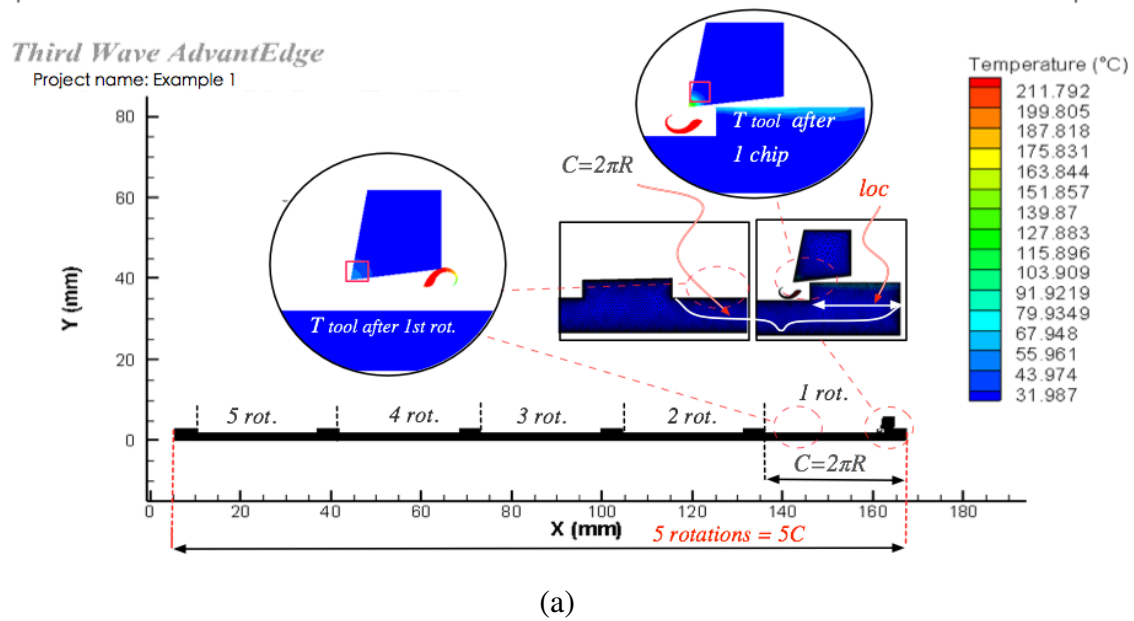 Third Wave AdvantEdge
Project name: Example 1
Temperature (°C)
211.792
199.805
187.818
175.831
163.844
151.857
139.87
127.883
115.896
103.909
91.9219
79.9349
67.948
55.961
43.974
31.987
T tool after
1 chip
C=2πR
loc
T tool after 1st rot.
Y (mm)
80
60
40
20
0
5 rot.
4 rot.
3 rot.
2 rot.
1 rot.
C=2πR
0
20
40
60
80
100
120
140
160
180
X (mm)
5 rotations = 5C
(a)